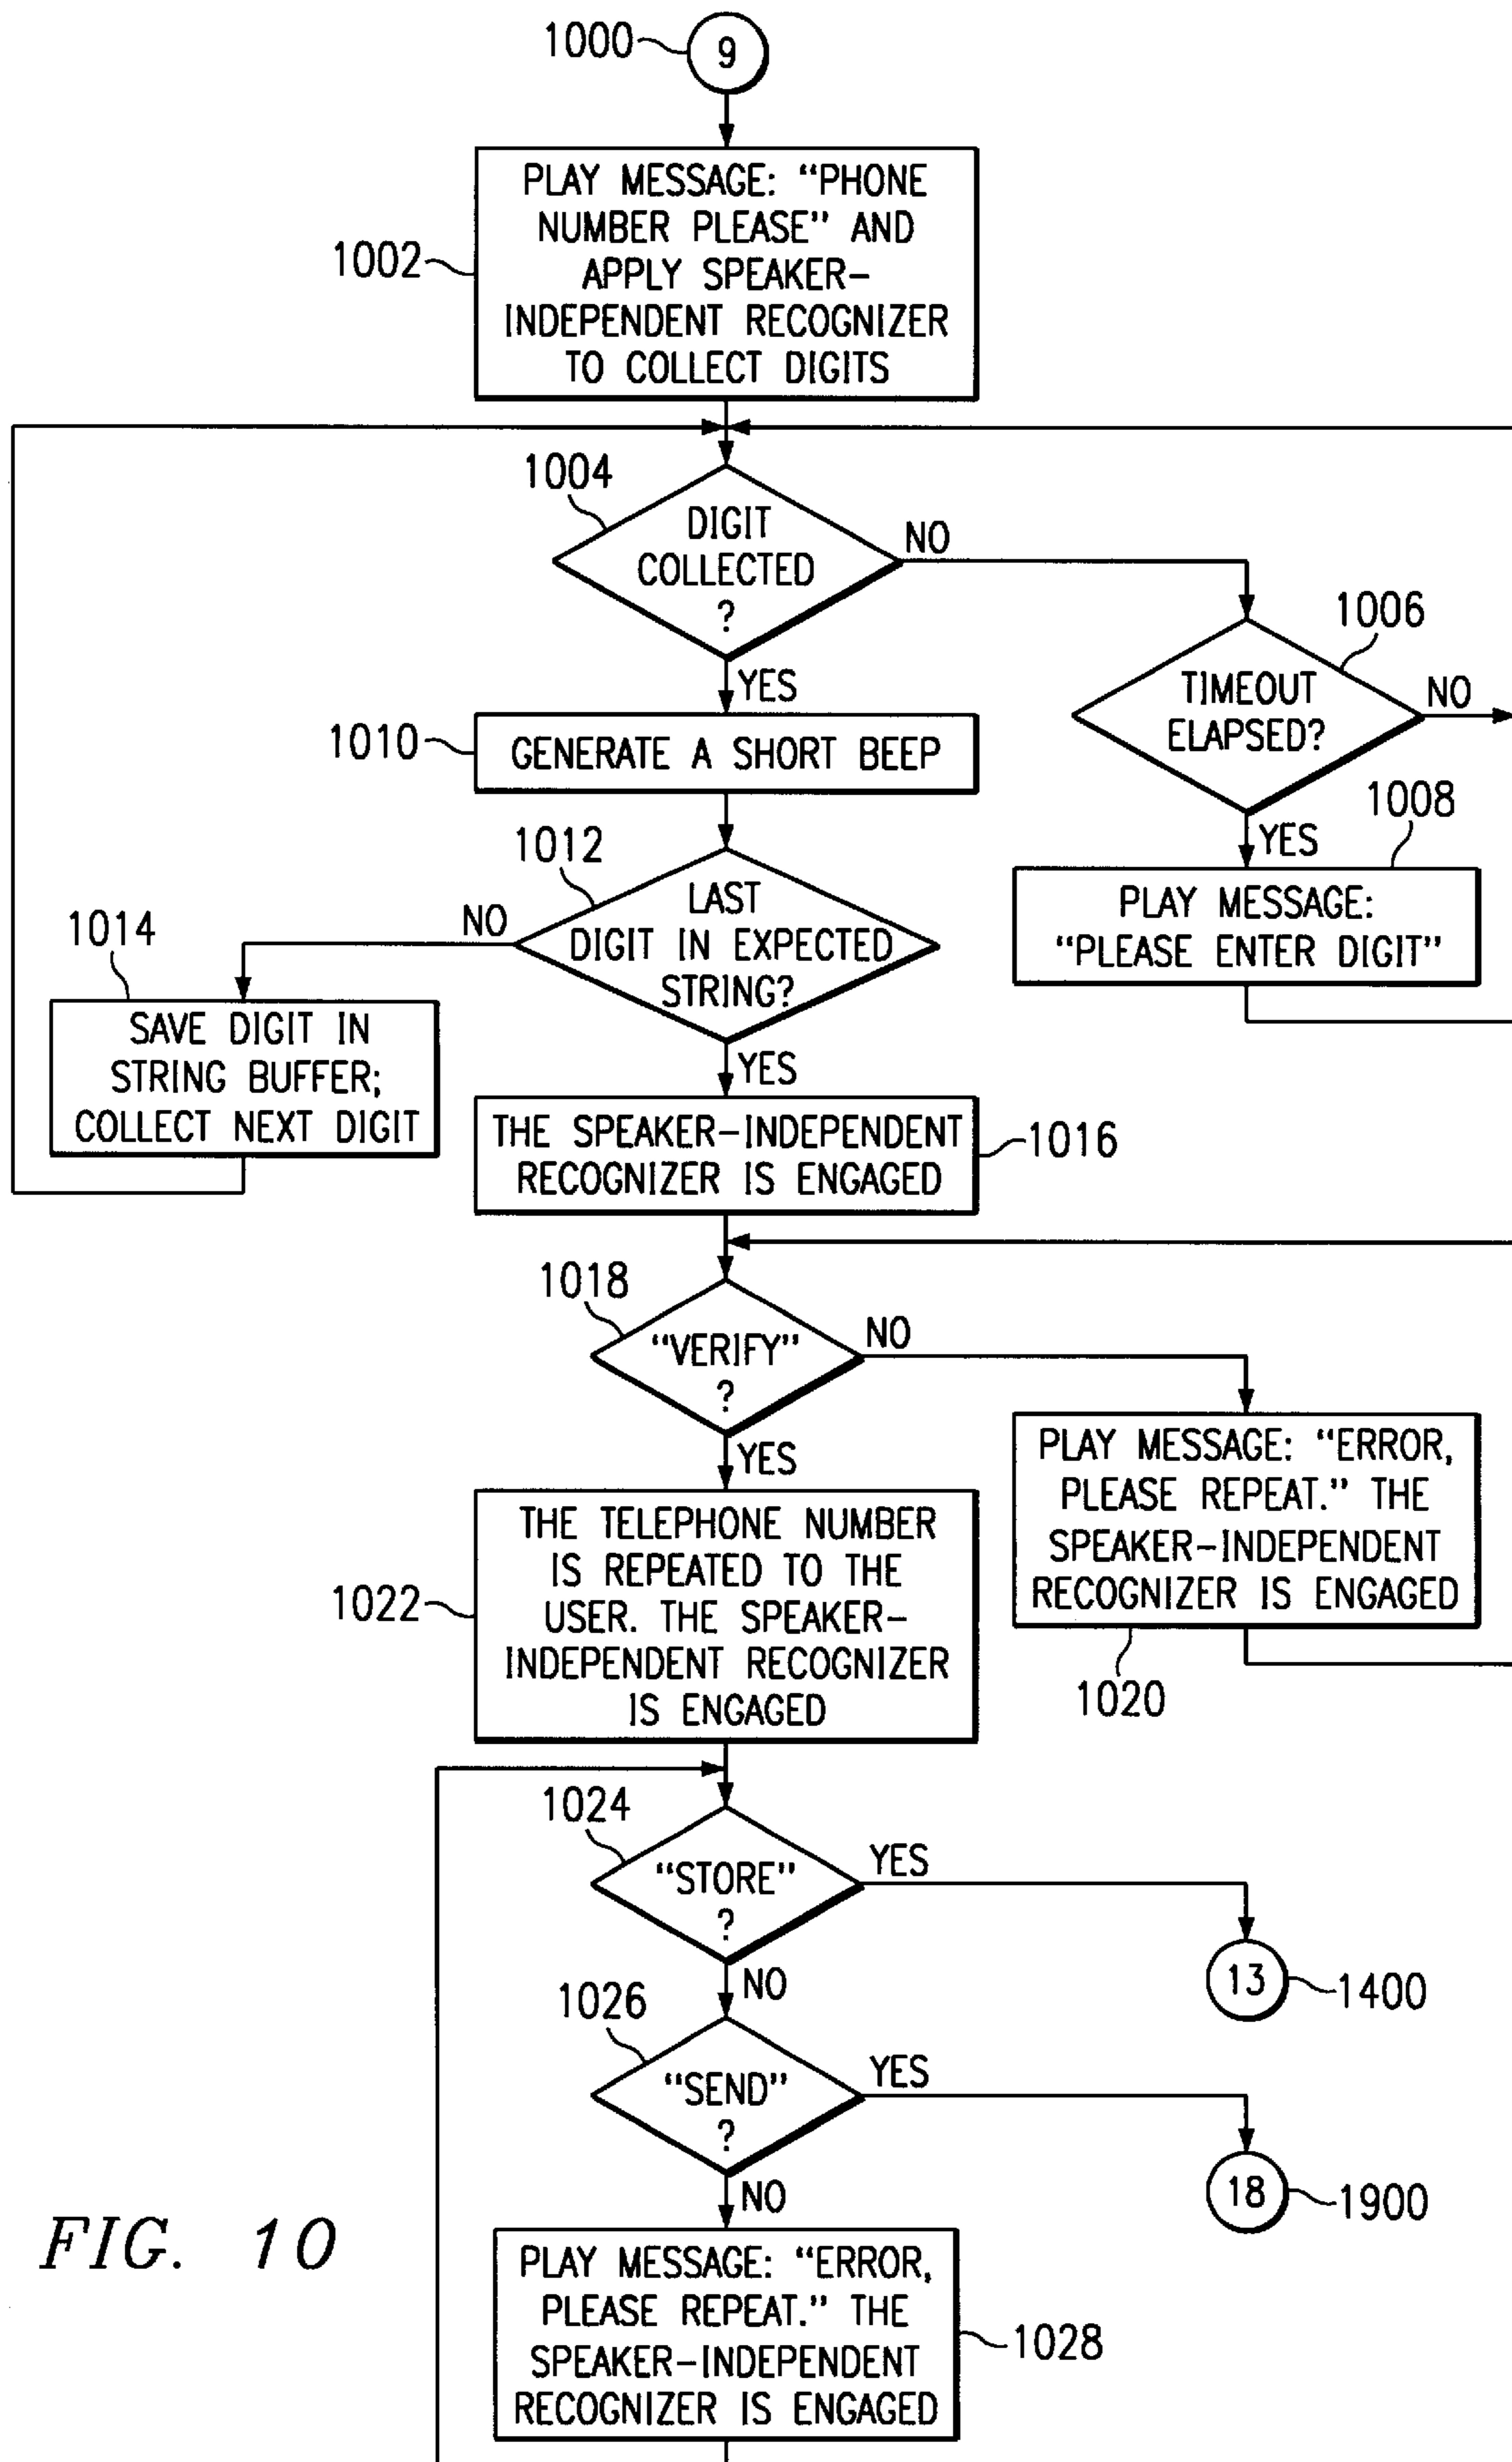 1000
9
1002
PLAY MESSAGE: “PHONE
NUMBER PLEASE” AND
APPLY SPEAKER–
INDEPENDENT RECOGNIZER
TO COLLECT DIGITS
1004
DIGIT
COLLECTED
?
NO
YES
1006
TIMEOUT
ELAPSED?
NO
YES
1008
PLAY MESSAGE:
“PLEASE ENTER DIGIT”
1010
GENERATE A SHORT BEEP
1012
LAST
DIGIT IN EXPECTED
STRING?
NO
YES
1014
SAVE DIGIT IN
STRING BUFFER;
COLLECT NEXT DIGIT
THE SPEAKER–INDEPENDENT
RECOGNIZER IS ENGAGED
1016
1018
“VERIFY”
?
NO
YES
PLAY MESSAGE: “ERROR,
PLEASE REPEAT.” THE
SPEAKER–INDEPENDENT
RECOGNIZER IS ENGAGED
1020
1022
THE TELEPHONE NUMBER
IS REPEATED TO THE
USER. THE SPEAKER–
INDEPENDENT RECOGNIZER
IS ENGAGED
1024
“STORE”
?
YES
NO
13
1400
1026
“SEND”
?
YES
NO
18
1900
PLAY MESSAGE: “ERROR,
PLEASE REPEAT.” THE
SPEAKER–INDEPENDENT
RECOGNIZER IS ENGAGED
1028
FIG. 10